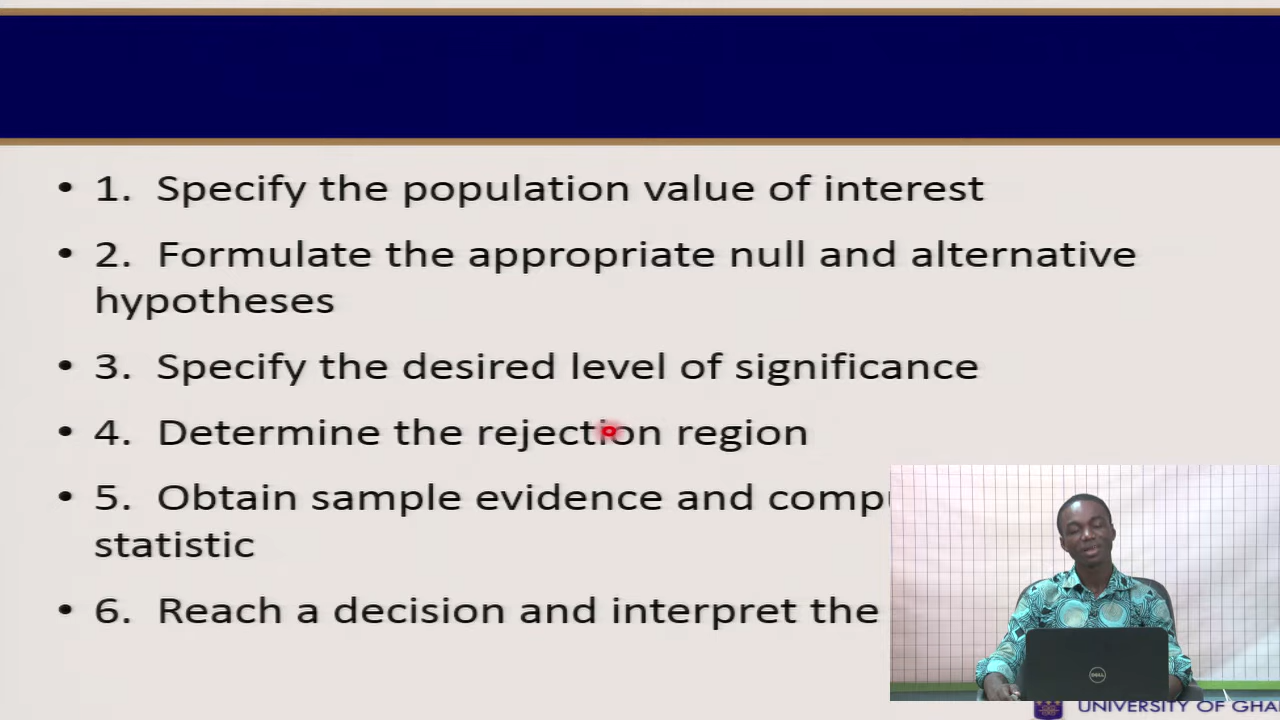 • 1. Specify the population value of interest
• 2. Formulate the appropriate null and alternative
hypotheses
• 3. Specify the desired level of significance
• 4. Determine the rejection region
• 5. Obtain sample evidence and
statistic
• 6. Reach a decision and interpret the
DELL
UNIVERSITY OF